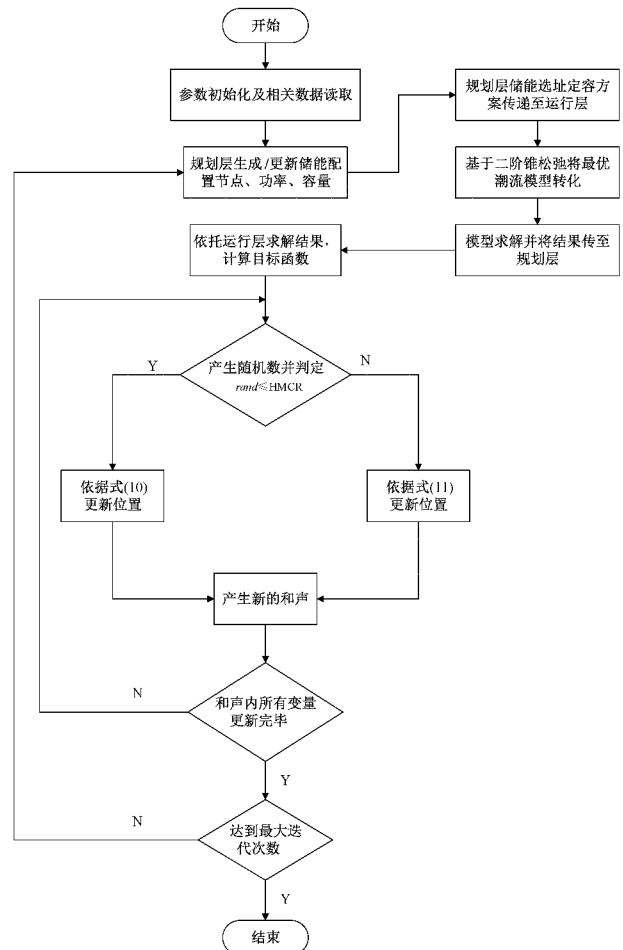 开始
参数初始化及相关数据读取
规划层生成/更新储能配
置节点、功率、容量
规划层储能选址定容方
案传递至运行层
基于二阶锥松弛将最优
潮流模型转化
模型求解并将结果传至
规划层
依托运行层求解结果,
计算目标函数
产生随机数并判定
rand≤HMCR
Y
N
依据式(10)
更新位置
依据式(11)
更新位置
产生新的和声
和声内所有变量
更新完毕
N
Y
达到最大迭
代次数
N
Y
结束